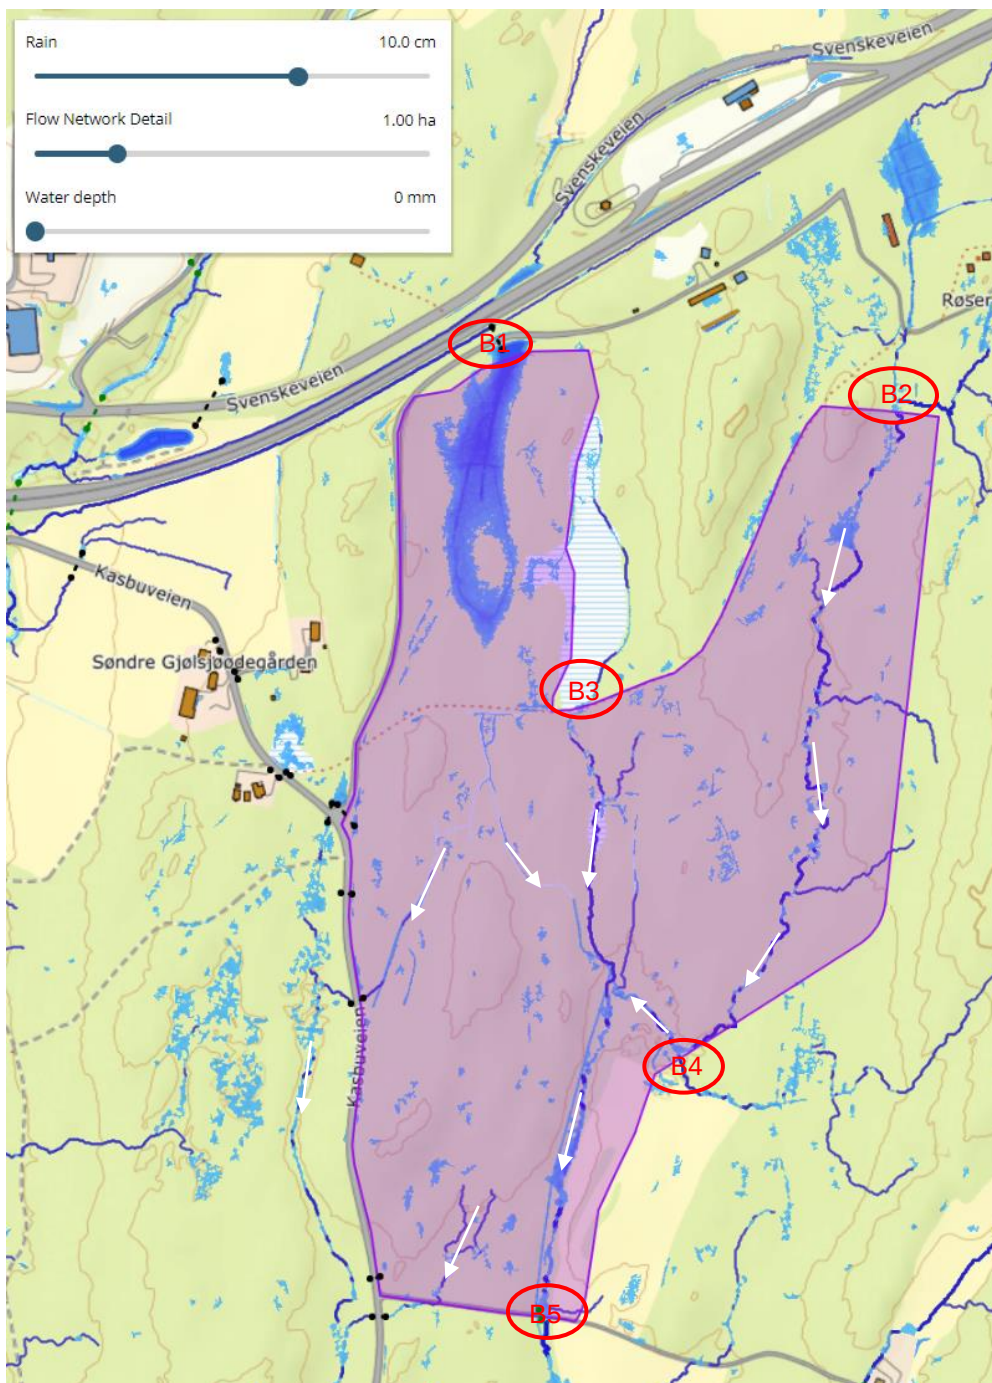 Rain 10.0 cm
Flow Network Detail 1.00 ha
Water depth 0 mm
Svenskeveien
Svenskeveien
Svenskeveien
Røser
B1
B2
Kasbuveien
Søndre Gjølsjøødegården
B3
Kasbuveien
B4
B5